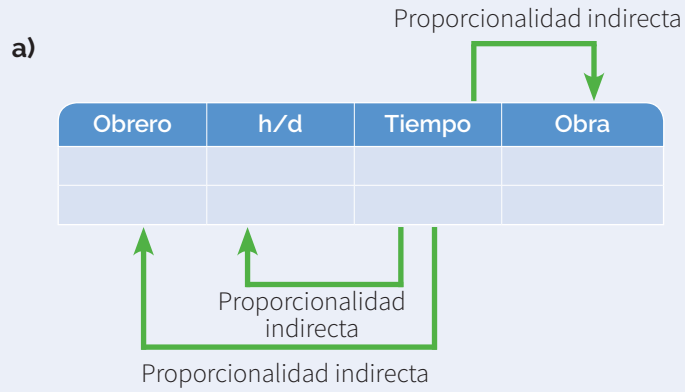 Proporcionalidad indirecta
a)
Obrero h/d Tiempo Obra
Proporcionalidad
indirecta
Proporcionalidad indirecta